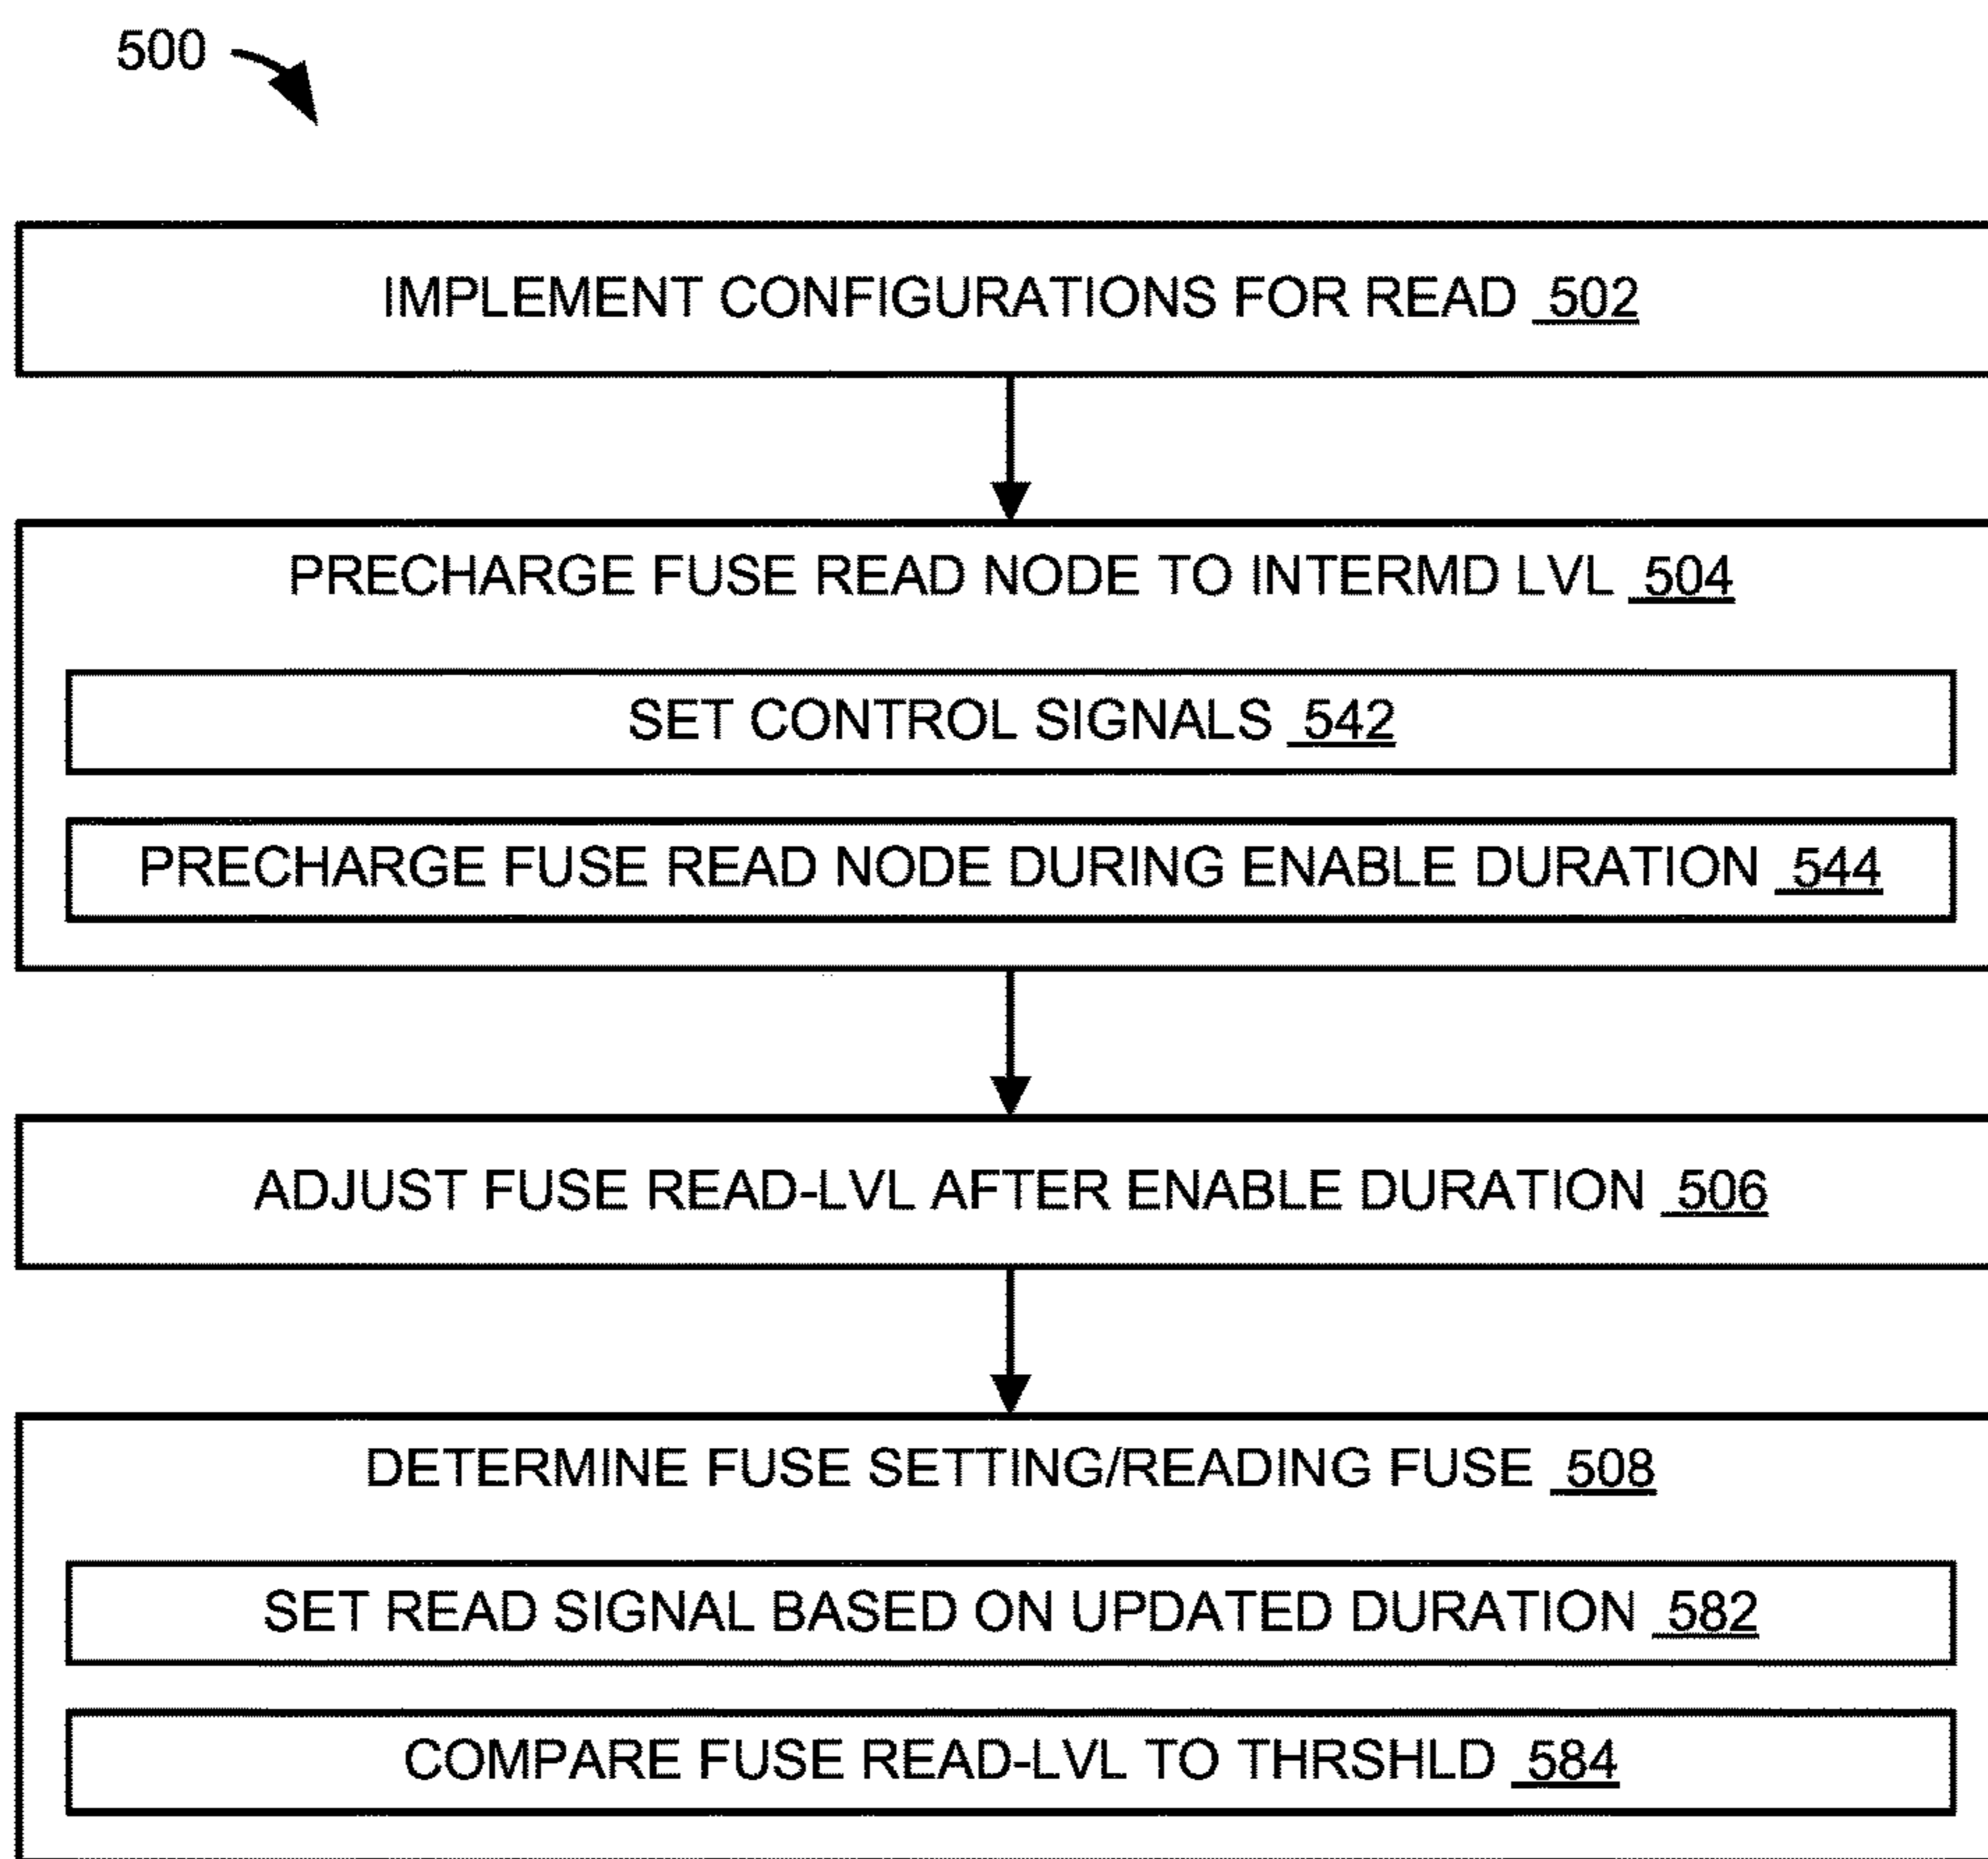 500
IMPLEMENT CONFIGURATIONS FOR READ 502
PRECHARGE FUSE READ NODE TO INTERMD LVL 504
SET CONTROL SIGNALS 542
PRECHARGE FUSE READ NODE DURING ENABLE DURATION 544
ADJUST FUSE READ-LVL AFTER ENABLE DURATION 506
DETERMINE FUSE SETTING/READING FUSE 508
SET READ SIGNAL BASED ON UPDATED DURATION 582
COMPARE FUSE READ-LVL TO THRSHLD 584